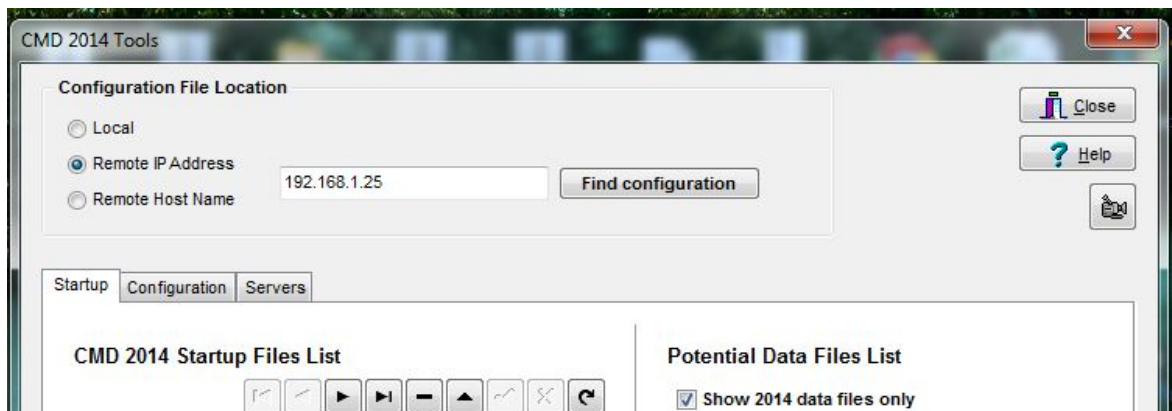 CMD 2014 Tools
Configuration File Location
Local
Remote IP Address
192.168.1.25
Find configuration
Remote Host Name
Close
Help
Startup
Configuration
Servers
CMD 2014 Startup Files List
Potential Data Files List
Show 2014 data files only